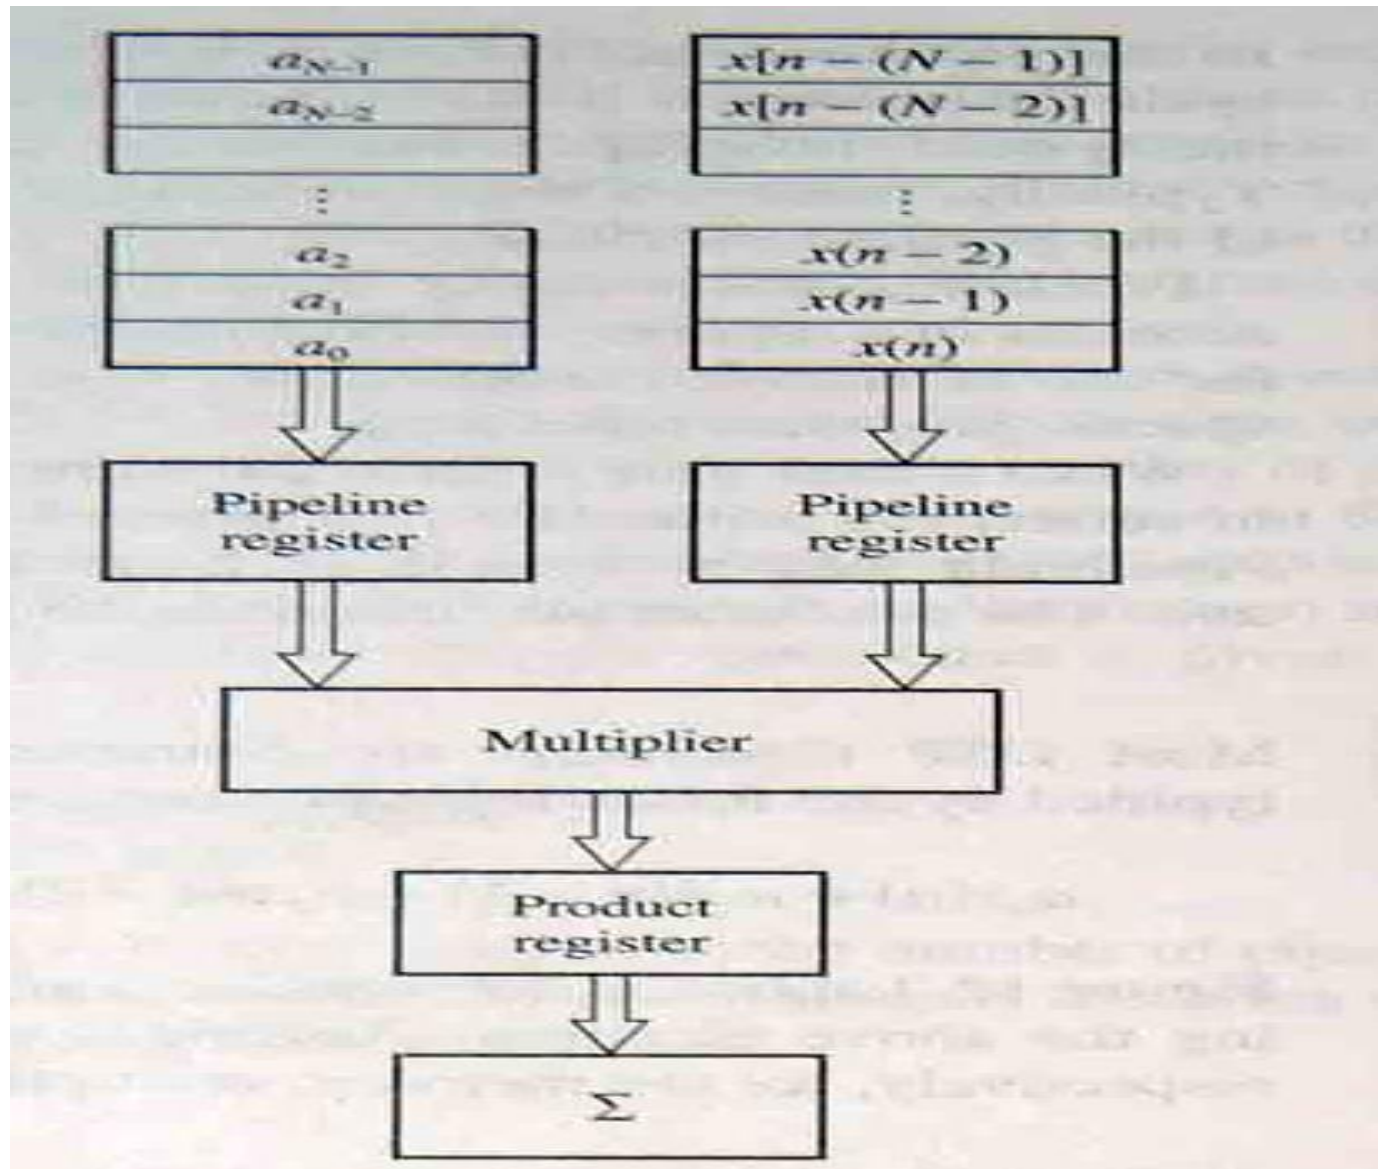 a_{N-1}
a_{N-2}
⋮
a_2
a_1
a_0
x[n - (N - 1)]
x[n - (N - 2)]
⋮
x(n - 2)
x(n - 1)
x(n)
Pipeline
register
Pipeline
register
Multiplier
Product
register
Σ